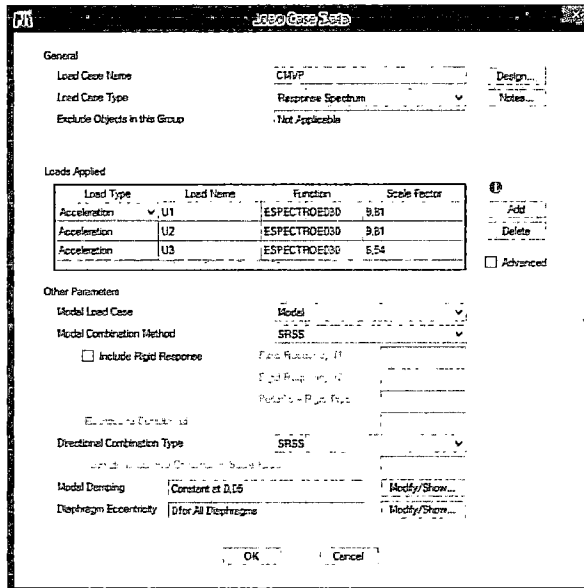 Load Case Data
General
Load Case Name CMVP Design...
Load Case Type Response Spectrum Notes...
Exclude Objects in this Group Not Applicable
Loads Applied
Load Type Load Name Function Scale Factor
Acceleration U1 ESPECTROE030 9,81 Add
Acceleration U2 ESPECTROE030 9,81 Delete
Acceleration U3 ESPECTROE030 6,54
Advanced
Other Parameters
Modal Load Case Modal
Modal Combination Method SRSS
Include Rigid Response
Directional Combination Type SRSS
Modal Damping Constant at 0,05 Modify/Show...
Diaphragm Eccentricity 0 for All Diaphragms Modify/Show...
OK Cancel